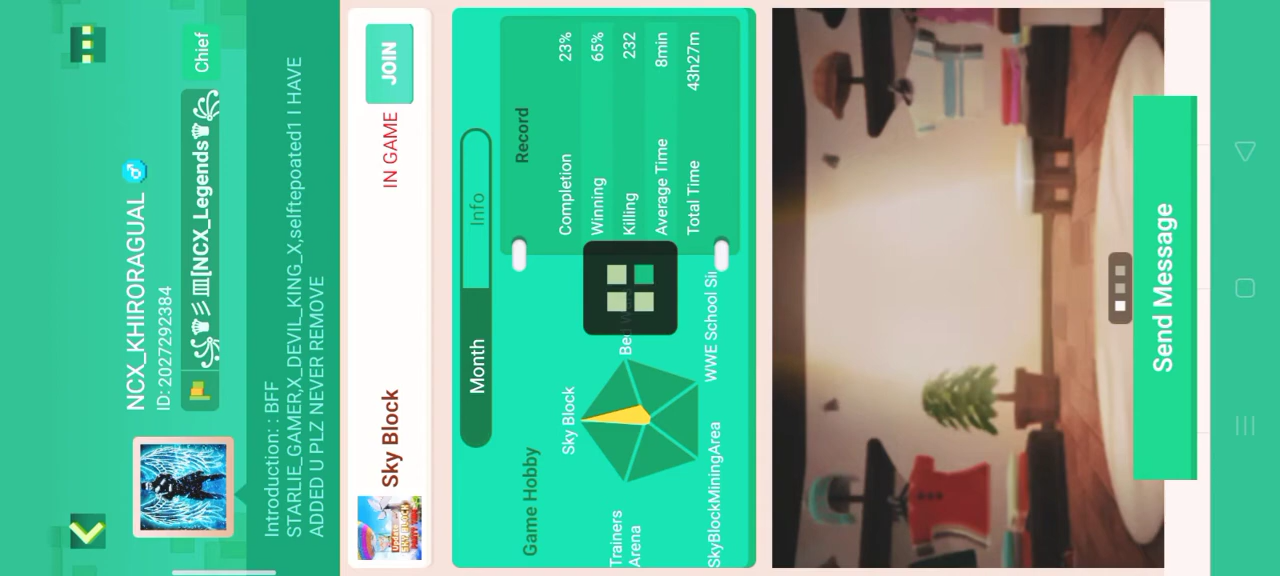 NCX_KHIRORAGUAL
ID: 2027292384
[NCX_Legends
Chief
Introduction: : BFF
STARLIE_GAMER,X_DEVIL_KING_X,selfтepoated1 I HAVE
ADDED U PLZ NEVER REMOVE
Sky Block
IN GAME
JOIN
Month
Info
Game Hobby
Sky Block
Trainers
Arena
SkyBlockMiningArea
WWE School
Record
Completion 23%
Winning 65%
Killing 232
Average Time 8min
Total Time 43h27m
Send Message